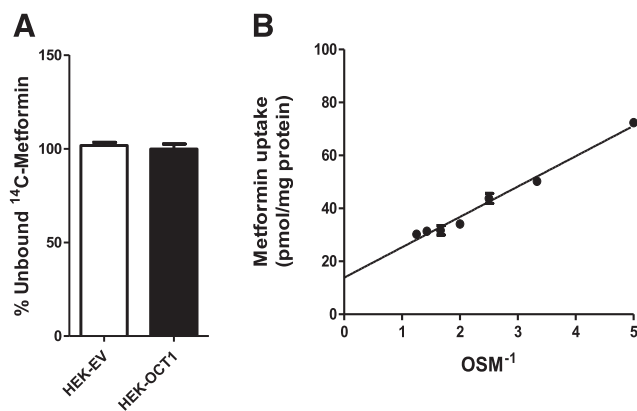 A
% Unbound ¹⁴C-Metformin
150
100
50
0
HEK-EV
HEK-OCT1
B
Metformin uptake
(pmol/mg protein)
100
80
60
40
20
0
0 1 2 3 4 5
OSM⁻¹